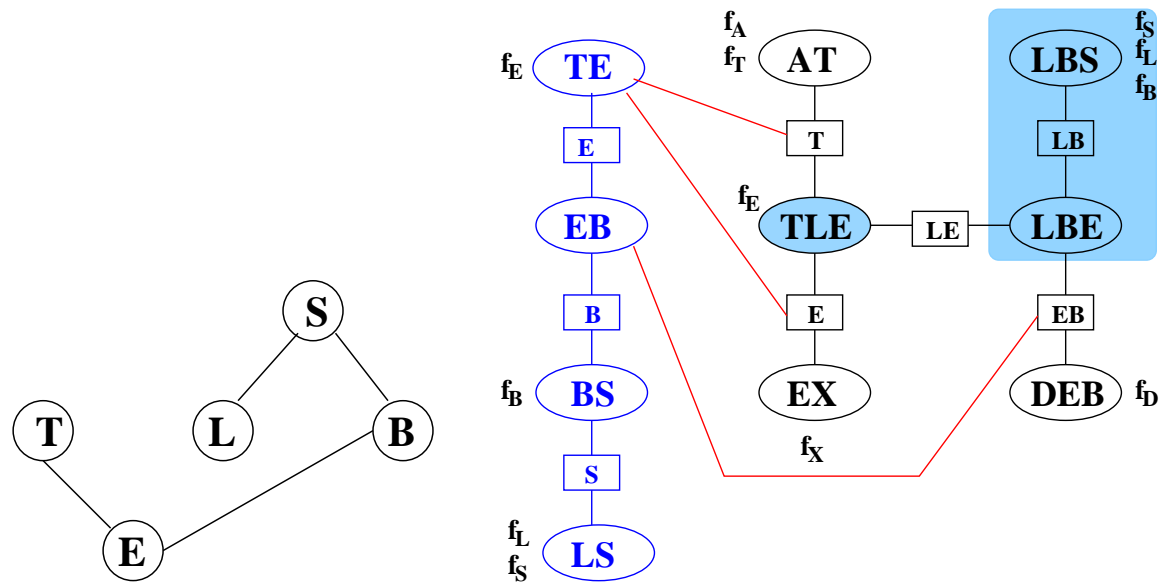 S
T
L
B
E
f_E
TE
E
EB
B
f_B
BS
S
f_L
f_S
LS
f_A
f_T
AT
T
f_E
TLE
LE
E
EX
f_X
LBS
f_S
f_L
f_B
LB
LBE
EB
DEB
f_D